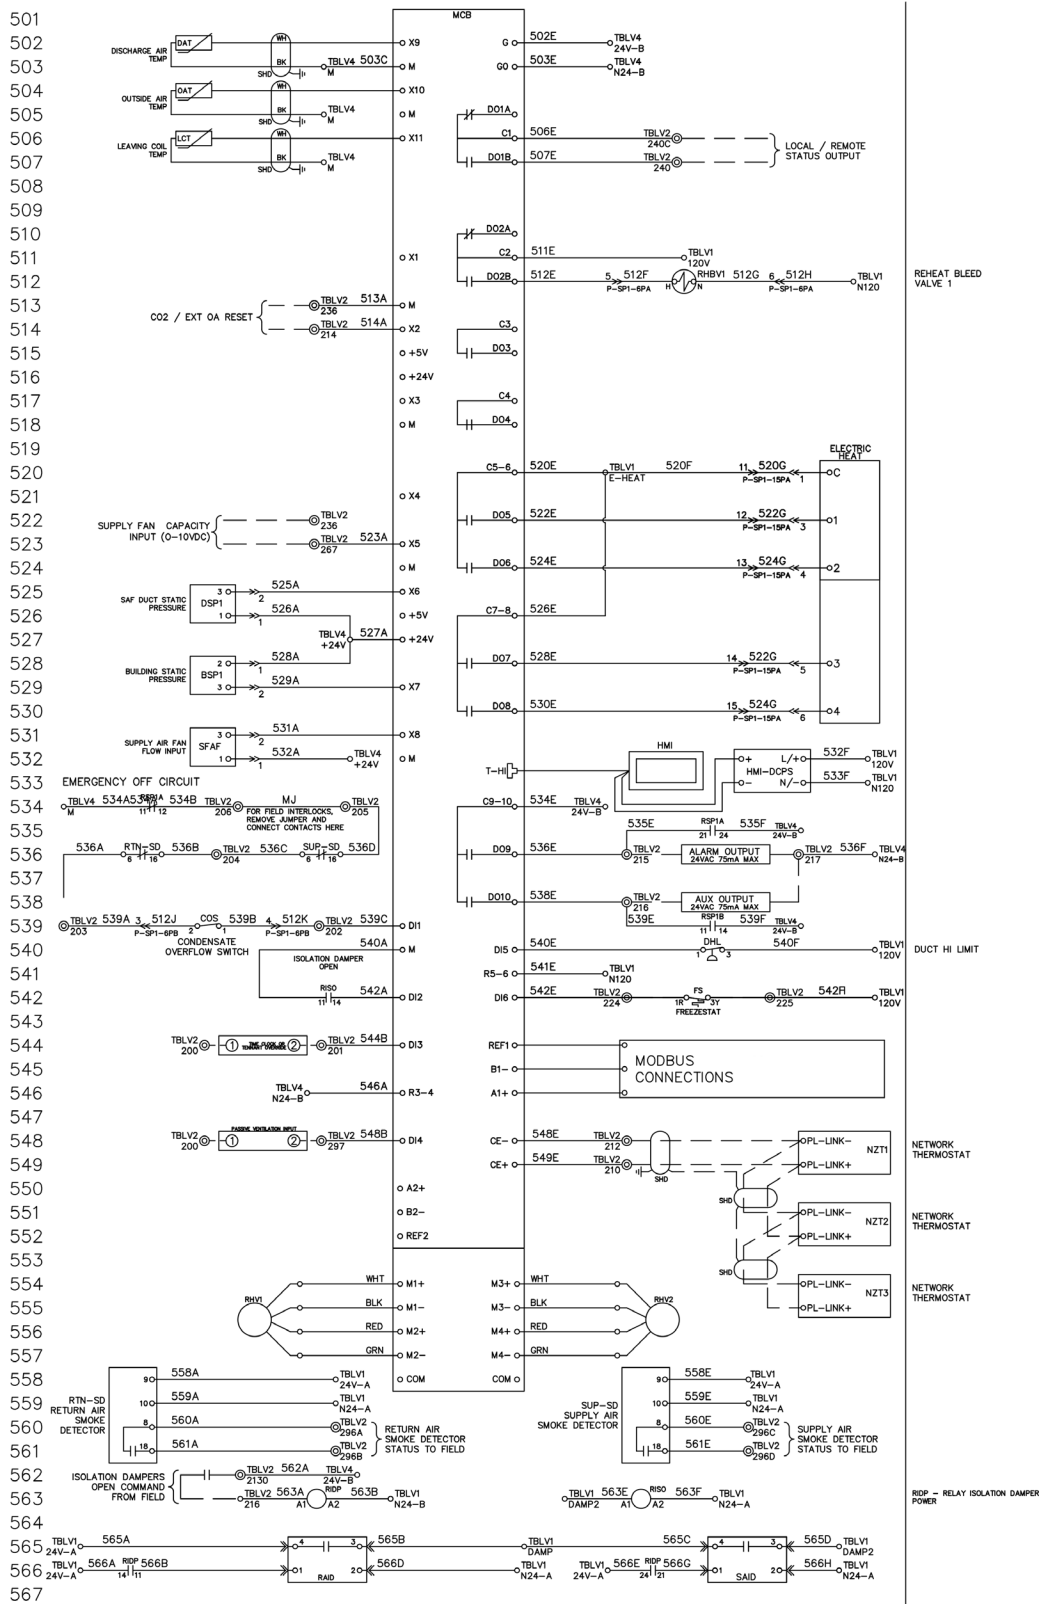 MCB
501
502 DAT WH X9 G 502E TBLV4
DISCHARGE AIR TEMP 24V-B
503 BK SHD TBLV4 M 503C M G0 503E TBLV4
N24-B
504 OAT WH X10
OUTSIDE AIR TEMP
505 BK SHD TBLV4 M M DO1A
506 LCT WH X11 C1 506E TBLV2 240C
LEAVING COIL TEMP LOCAL / REMOTE STATUS OUTPUT
507 BK SHD TBLV4 M DO1B 507E TBLV2 240
508
509
510 DO2A
511 X1 C2 511E TBLV1 120V
512 DO2B 512E 5 512F P-SP1-6PA H RHBV1 N 512G 6 512H P-SP1-6PA TBLV1 N120 REHEAT BLEED VALVE 1
513 TBLV2 236 513A M
CO2 / EXT OA RESET
514 TBLV2 214 514A X2 C3
515 +5V DO3
516 +24V
517 X3 C4
518 M DO4
519 ELECTRIC HEAT
520 C5-6 520E TBLV1 E-HEAT 520F 11 520G 1 P-SP1-15PA C
521 X4
522 TBLV2 236 DO5 522E 12 522G 3 P-SP1-15PA 1
SUPPLY FAN CAPACITY INPUT (0-10VDC)
523 TBLV2 267 523A X5
524 M DO6 524E 13 524G 4 P-SP1-15PA 2
525 3 2 525A X6
SAF DUCT STATIC PRESSURE DSP1
526 1 1 526A +5V C7-8 526E
527 TBLV4 +24V 527A +24V
528 2 1 528A DO7 528E 14 522G 5 P-SP1-15PA 3
BUILDING STATIC PRESSURE BSP1
529 3 2 529A X7
530 DO8 530E 15 524G 6 P-SP1-15PA 4
531 3 2 531A X8
SUPPLY AIR FAN FLOW INPUT SFAF HMI
532 1 1 532A TBLV4 +24V M T-HI + L/+ 532F TBLV1 120V
HMI-DCPS
533 - N/- 533F TBLV1 N120
EMERGENCY OFF CIRCUIT
534 TBLV4 M 534A 11 12 534B TBLV2 206 MJ TBLV2 205 C9-10 534E TBLV4 24V-B
FOR FIELD INTERLOCKS, REMOVE JUMPER AND CONNECT CONTACTS HERE
535 535E RSP1A 21 24 535F TBLV4 24V-B
536 536A RTN-SD 6 16 536B TBLV2 204 536C SUP-SD 6 16 536D DO9 536E TBLV2 215 ALARM OUTPUT 24VAC 75mA MAX TBLV2 217 536F TBLV4 N24-B
537
538 DO10 538E TBLV2 216 AUX OUTPUT 24VAC 75mA MAX
539 TBLV2 203 539A 3 512J P-SP1-6PB 2 COS 1 539B 4 512K P-SP1-6PB TBLV2 202 539C DI1 539E RSP1B 11 14 539F TBLV4 24V-B
CONDENSATE OVERFLOW SWITCH
540 540A M DI5 540E 1 DHL 3 540F TBLV1 120V DUCT HI LIMIT
ISOLATION DAMPER OPEN
541 R5-6 541E TBLV1 N120
542 RISO 11 14 542A DI2 DI6 542E TBLV2 224 1R FS 3Y FREEZESTAT TBLV2 225 542R TBLV1 120V
543
544 TBLV2 200 1 TIME CLOCK OR TENNANT OVERRIDE 2 TBLV2 201 544B DI3 REF1
545 B1- MODBUS CONNECTIONS
546 TBLV4 N24-B 546A R3-4 A1+
547
548 TBLV2 200 1 PASSIVE VENTILATION INPUT 2 TBLV2 297 548B DI4 CE- 548E TBLV2 212 PL-LINK- NZT1 NETWORK THERMOSTAT
549 CE+ 549E TBLV2 210 SHD PL-LINK+
550 A2+ SHD
551 B2- PL-LINK- NZT2 NETWORK THERMOSTAT
552 REF2 PL-LINK+
553 SHD
554 WHT M1+ M3+ WHT PL-LINK- NZT3 NETWORK THERMOSTAT
RHV1 RHV2
555 BLK M1- M3- BLK PL-LINK+
556 RED M2+ M4+ RED
557 GRN M2- M4- GRN
558 9 558A TBLV1 24V-A COM COM 9 558E TBLV1 24V-A
559 10 559A TBLV1 N24-A 10 559E TBLV1 N24-A
RTN-SD RETURN AIR SMOKE DETECTOR SUP-SD SUPPLY AIR SMOKE DETECTOR
560 8 560A TBLV2 296A 8 560E TBLV2 296C
RETURN AIR SMOKE DETECTOR STATUS TO FIELD SUPPLY AIR SMOKE DETECTOR STATUS TO FIELD
561 18 561A TBLV2 296B 18 561E TBLV2 296D
562 TBLV2 2130 562A TBLV4 24V-B
ISOLATION DAMPERS OPEN COMMAND FROM FIELD
563 TBLV2 216 563A A1 RIDP A2 563B TBLV1 N24-B TBLV1 DAMP2 563E A1 RISO A2 563F TBLV1 N24-A RIDP - RELAY ISOLATION DAMPER POWER
564
565 TBLV1 24V-A 565A 4 3 565B TBLV1 DAMP 565C 4 3 565D TBLV1 DAMP2
566 TBLV1 24V-A 566A RIDP 14 11 566B 1 RAID 2 566D TBLV1 N24-A TBLV1 24V-A 566E RIDP 24 21 566G 1 SAID 2 566H TBLV1 N24-A
567